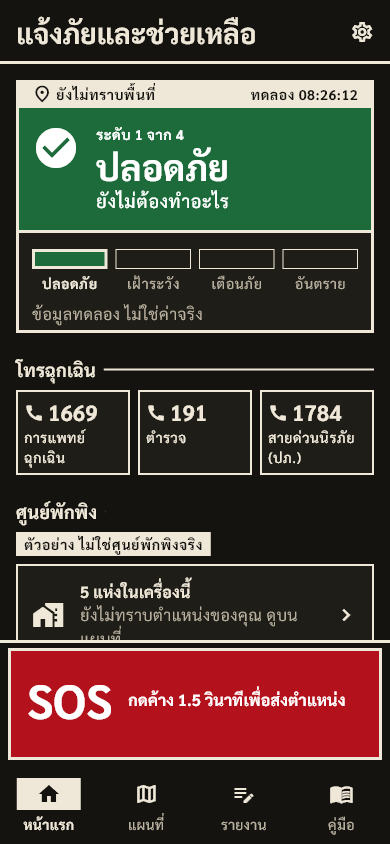 แจ้งภัยและช่วยเหลือ
ยังไม่ทราบพื้นที่
ทดลอง 08:26:12
ระดับ 1 จาก 4
ปลอดภัย
ยังไม่ต้องทำอะไร
ปลอดภัย
เฝ้าระวัง
เตือนภัย
อันตราย
ข้อมูลทดลอง ไม่ใช่ค่าจริง
โทรฉุกเฉิน
1669
การแพทย์
ฉุกเฉิน
191
ตำรวจ
1784
สายด่วนนิรภัย
(ปภ.)
ศูนย์พักพิง
ตัวอย่าง ไม่ใช่ศูนย์พักพิงจริง
5 แห่งในเครื่องนี้
ยังไม่ทราบตำแหน่งของคุณ ดูบน
แผนที่
SOS
กดค้าง 1.5 วินาทีเพื่อส่งตำแหน่ง
หน้าแรก
แผนที่
รายงาน
คู่มือ